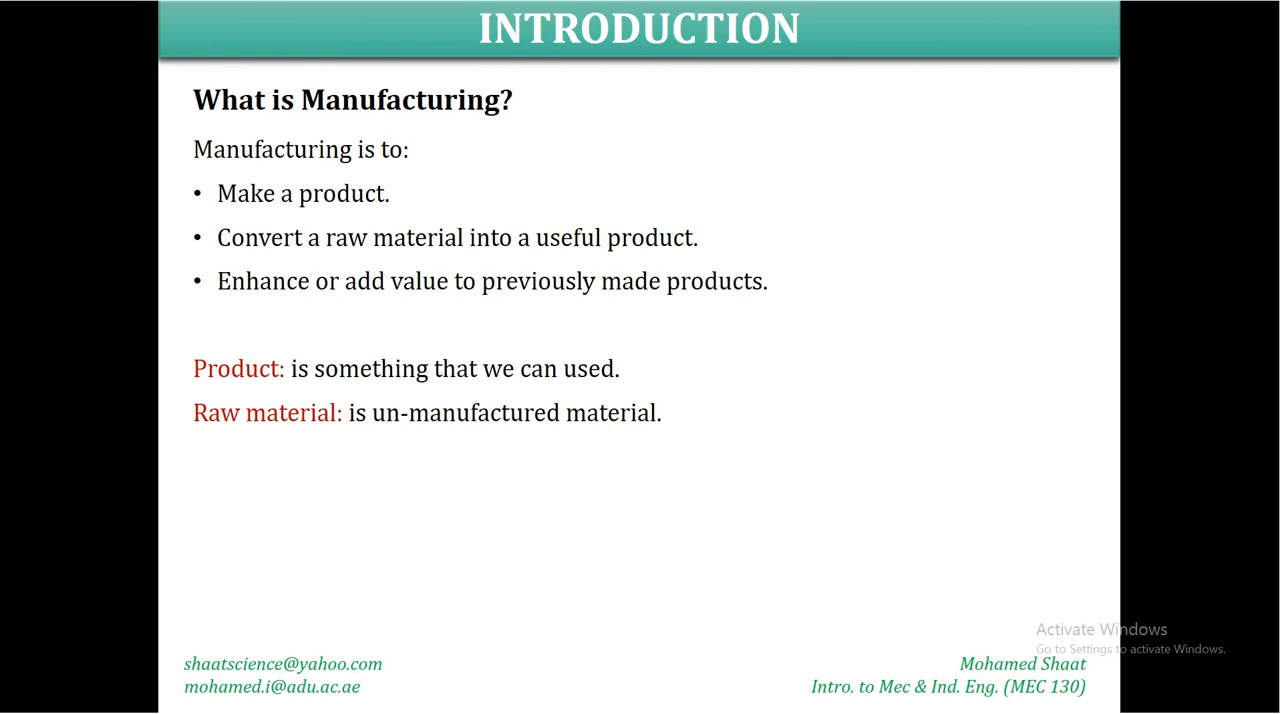 INTRODUCTION
What is Manufacturing?
Manufacturing is to:
• Make a product.
• Convert a raw material into a useful product.
• Enhance or add value to previously made products.
Product: is something that we can used.
Raw material: is un-manufactured material.
Activate Windows
Go to Settings to activate Windows.
shaatscience@yahoo.com
mohamed.i@adu.ac.ae
Mohamed Shaat
Intro. to Mec & Ind. Eng. (MEC 130)